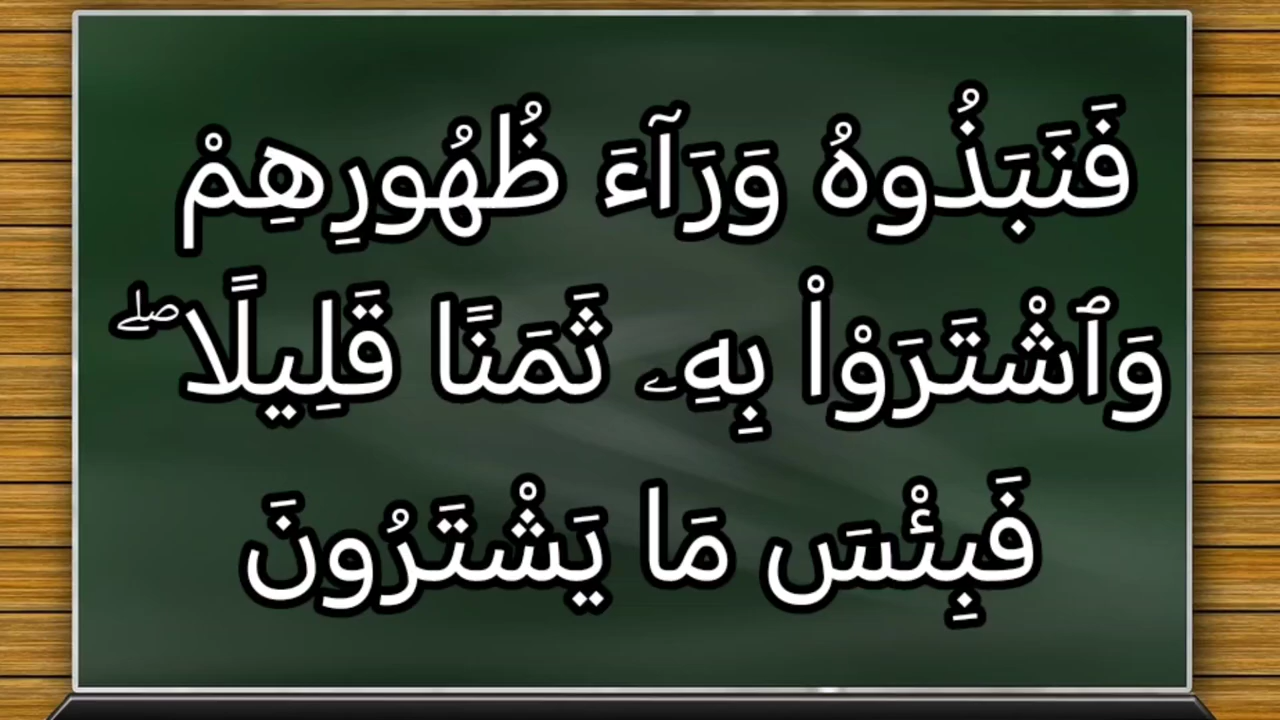 فَنَبَذُوهُ وَرَآءَ ظُهُورِهِمْ
وَٱشْتَرَوْا۟ بِهِۦ ثَمَنًا قَلِيلًا ۖ
فَبِئْسَ مَا يَشْتَرُونَ